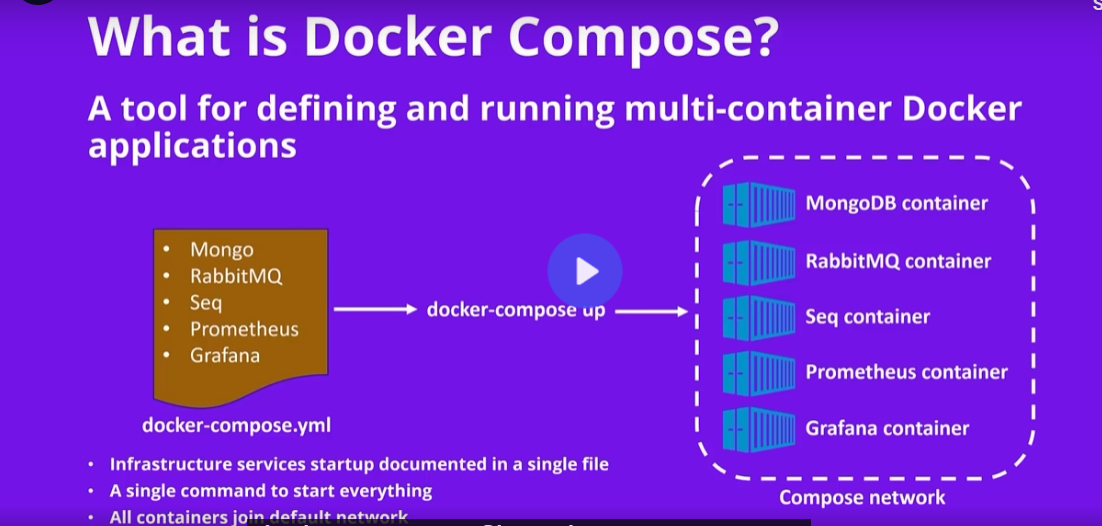 What is Docker Compose?
A tool for defining and running multi-container Docker
applications
• Mongo
• RabbitMQ
• Seq
• Prometheus
• Grafana
docker-compose.yml
docker-compose up
MongoDB container
RabbitMQ container
Seq container
Prometheus container
Grafana container
Compose network
• Infrastructure services startup documented in a single file
• A single command to start everything
• All containers join default network